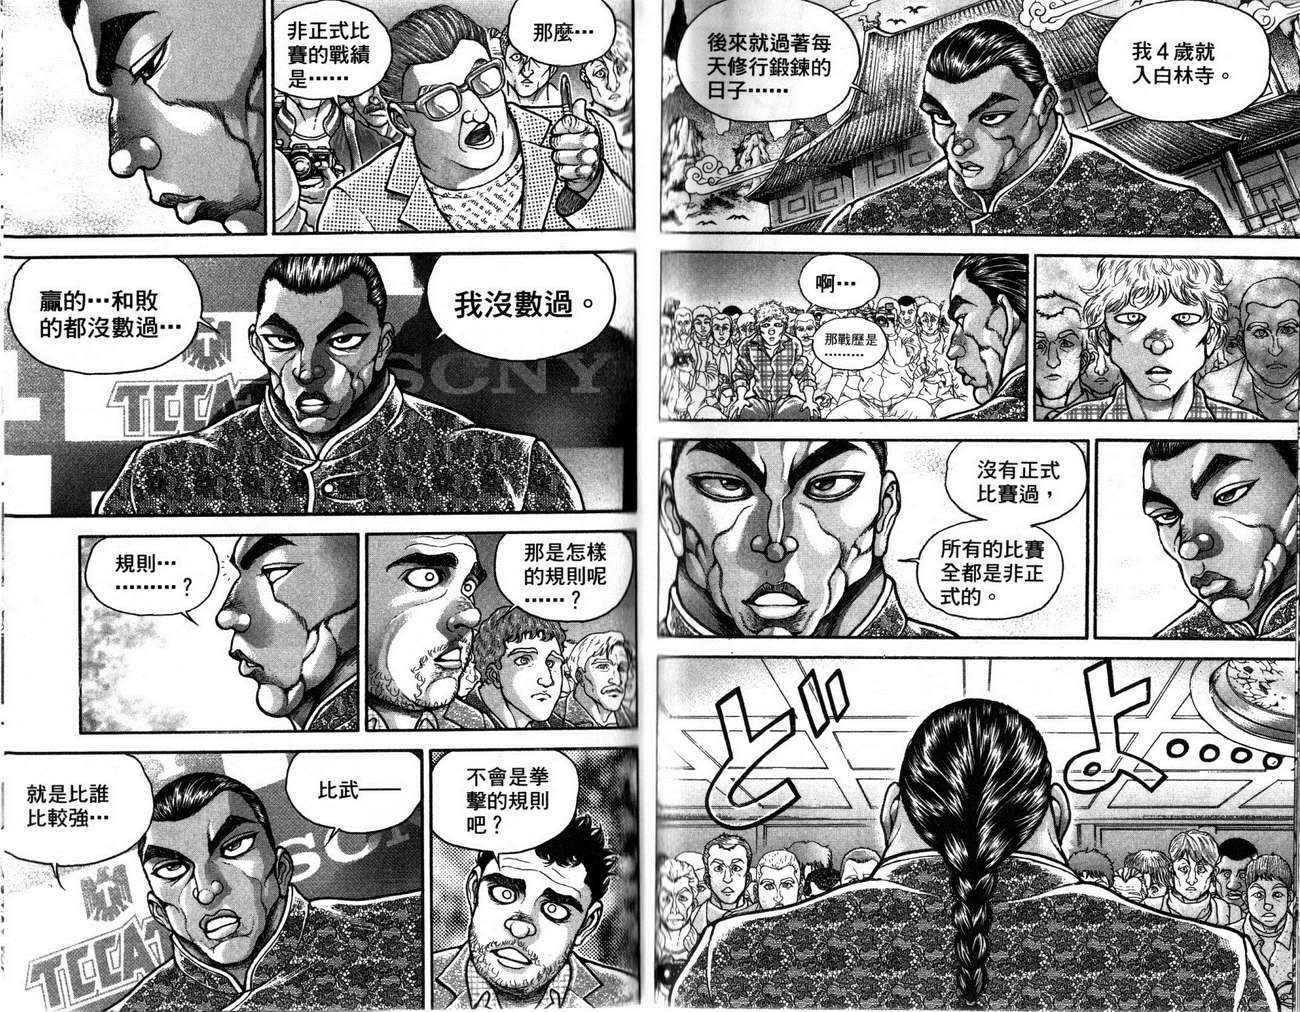 我4歲就
入白林寺。
後來就過著每
天修行鍛鍊的
日子……
啊…
那戰歷是
………
沒有正式
比賽過，
所有的比賽
全都是非正
式的。
よ。。。。
ど
那麼…
非正式比
賽的戰績
是……
我沒數過。
贏的…和敗
的都沒數過…
TCCA
SCNY
那是怎樣
的規則呢
……？
規則…
………？
不會是拳
擊的規則
吧？
比武——
就是比誰
比較強…
TCCA
SC